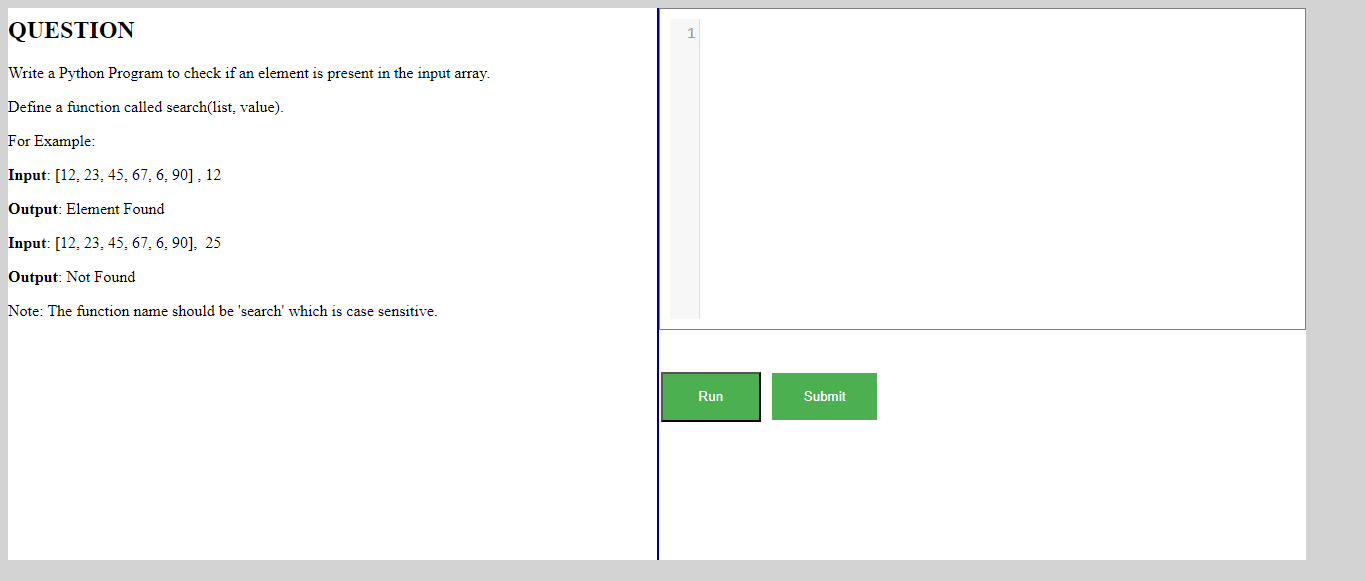 QUESTION
Write a Python Program to check if an element is present in the input array.
Define a function called search(list, value).
For Example:
Input: [12, 23, 45, 67, 6, 90] , 12
Output: Element Found
Input: [12, 23, 45, 67, 6, 90],  25
Output: Not Found
Note: The function name should be 'search' which is case sensitive.
1
Run
Submit